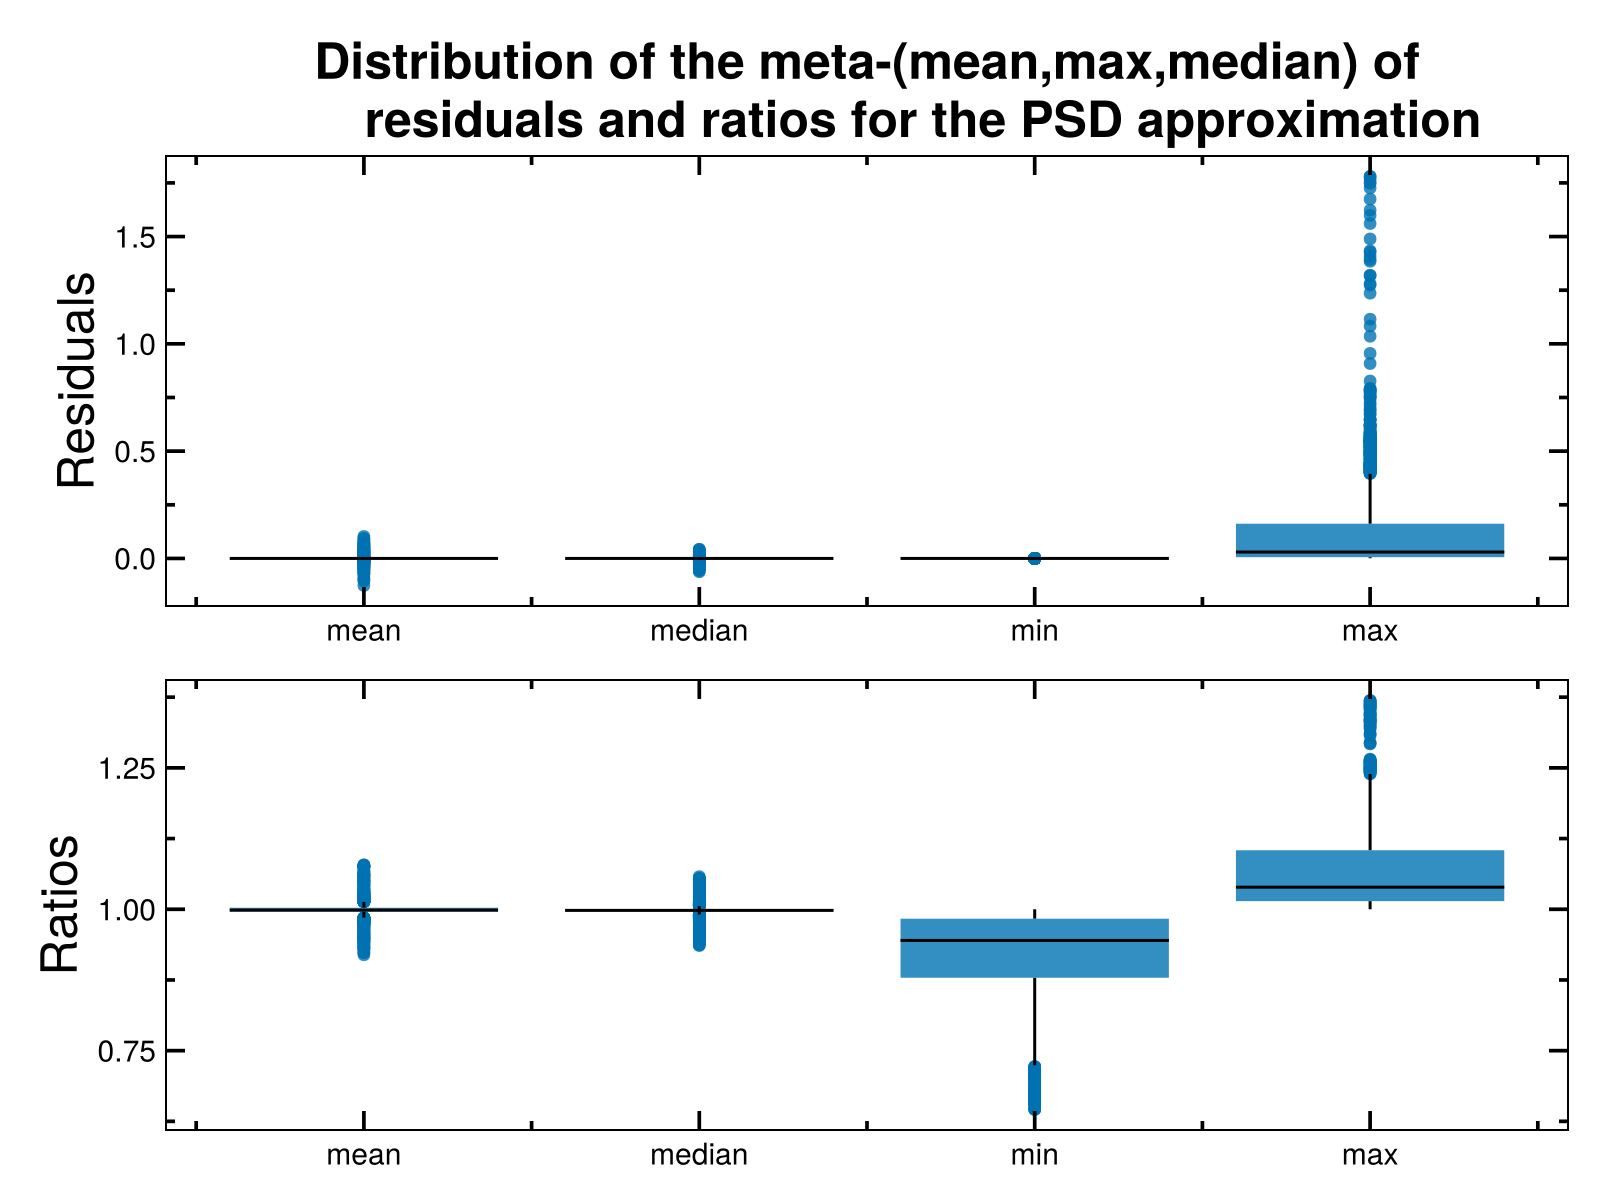 Distribution of the meta-(mean,max,median) of
residuals and ratios for the PSD approximation
Residuals
1.5
1.0
0.5
0.0
mean median min max
Ratios
1.25
1.00
0.75
mean median min max